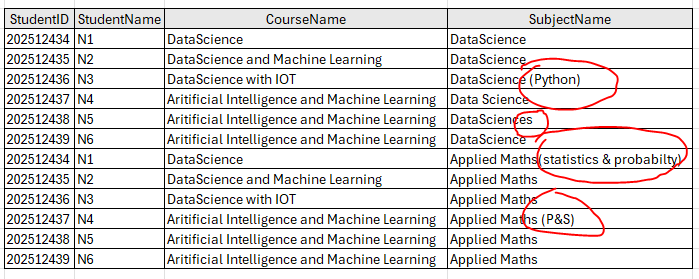 StudentID StudentName CourseName SubjectName
202512434 N1 DataScience DataScience
202512435 N2 DataScience and Machine Learning DataScience
202512436 N3 DataScience with IOT DataScience (Python)
202512437 N4 Aritificial Intelligence and Machine Learning Data Science
202512438 N5 Aritificial Intelligence and Machine Learning DataSciences
202512439 N6 Aritificial Intelligence and Machine Learning DataScience
202512434 N1 DataScience Applied Maths(statistics & probabilty)
202512435 N2 DataScience and Machine Learning Applied Maths
202512436 N3 DataScience with IOT Applied Maths
202512437 N4 Aritificial Intelligence and Machine Learning Applied Maths (P&S)
202512438 N5 Aritificial Intelligence and Machine Learning Applied Maths
202512439 N6 Aritificial Intelligence and Machine Learning Applied Maths